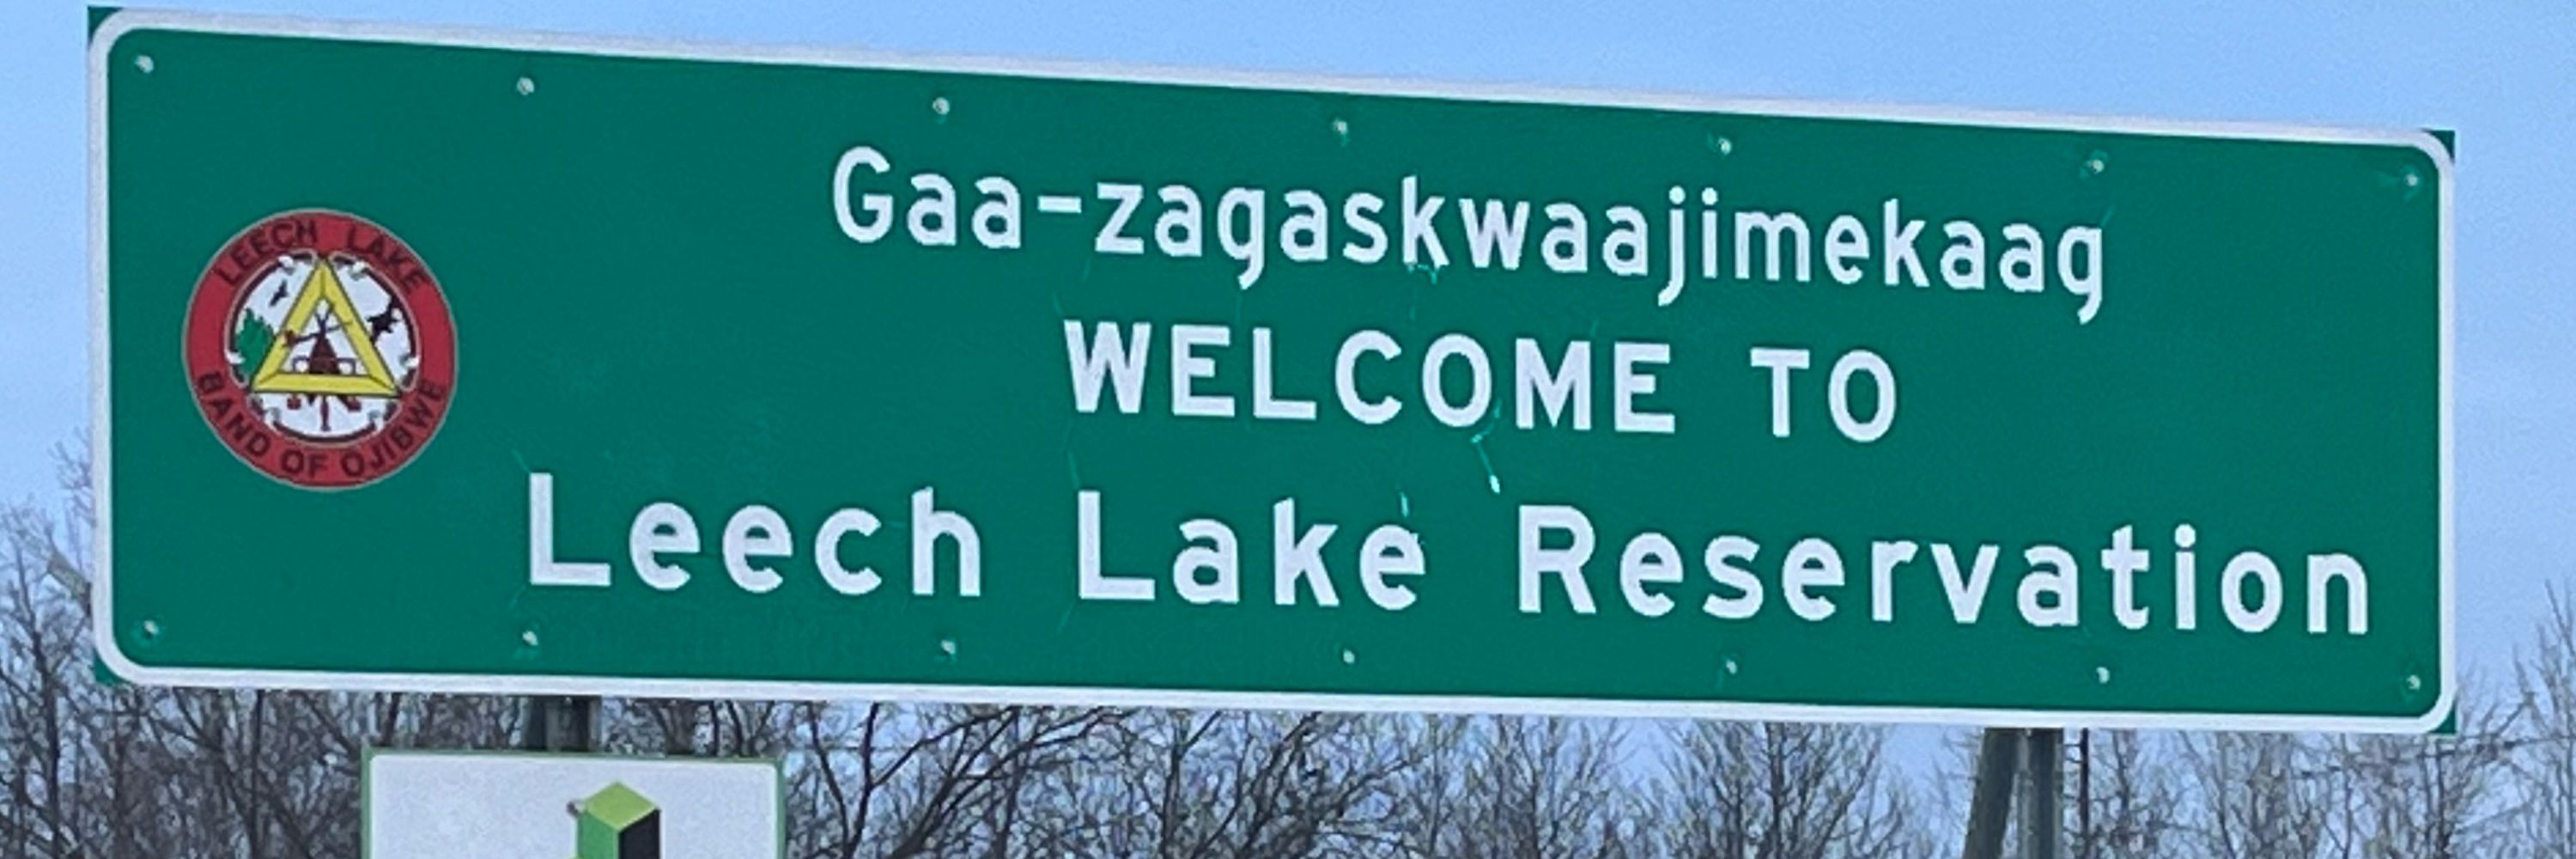 Gaa-zagaskwaajimekaag
WELCOME TO
Leech Lake Reservation
LEECH LAKE
BAND OF OJIBWE